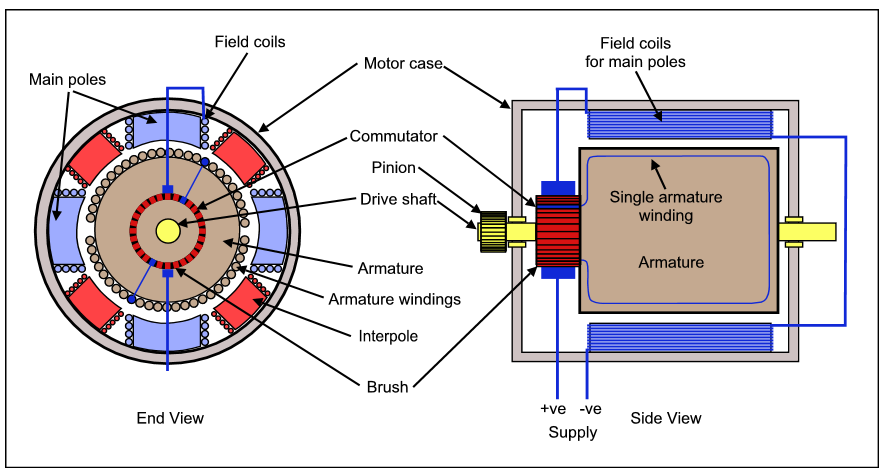 Field coils
Main poles
Motor case
Field coils
for main poles
Commutator
Pinion
Drive shaft
Single armature
winding
Armature
Armature
Armature windings
Interpole
Brush
+ve -ve
Supply
End View
Side View